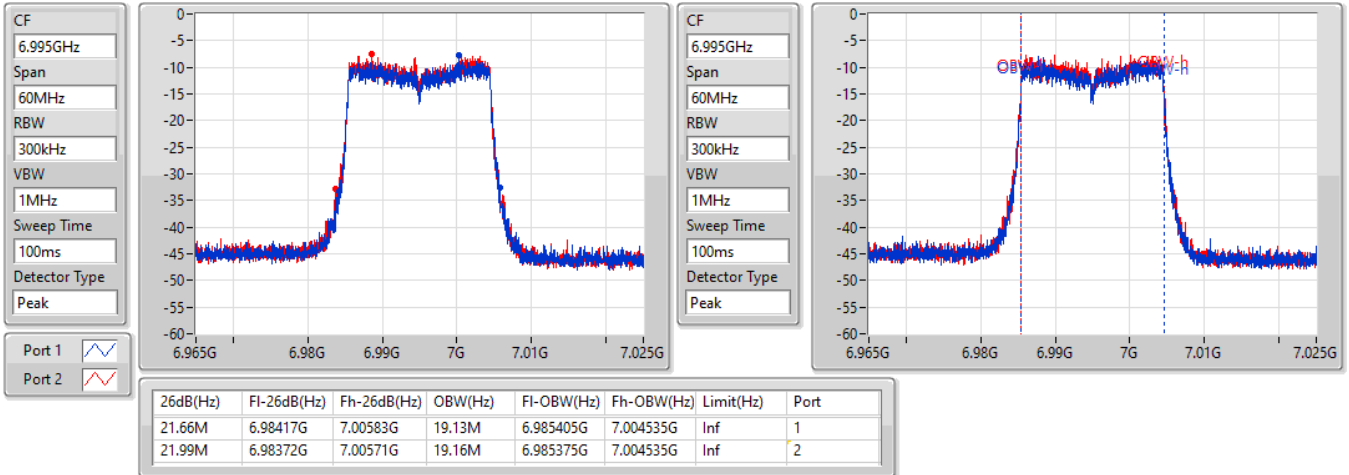 CF
6.995GHz
Span
60MHz
RBW
300kHz
VBW
1MHz
Sweep Time
100ms
Detector Type
Peak
0
-5
-10
-15
-20
-25
-30
-35
-40
-45
-50
-55
-60
6.965G 6.98G 6.99G 7G 7.01G 7.025G
CF
6.995GHz
Span
60MHz
RBW
300kHz
VBW
1MHz
Sweep Time
100ms
Detector Type
Peak
0
-5
-10
-15
-20
-25
-30
-35
-40
-45
-50
-55
-60
6.965G 6.98G 6.99G 7G 7.01G 7.025G
Port 1
Port 2
26dB(Hz) Fl-26dB(Hz) Fh-26dB(Hz) OBW(Hz) Fl-OBW(Hz) Fh-OBW(Hz) Limit(Hz) Port
21.66M 6.98417G 7.00583G 19.13M 6.985405G 7.004535G Inf 1
21.99M 6.98372G 7.00571G 19.16M 6.985375G 7.004535G Inf 2